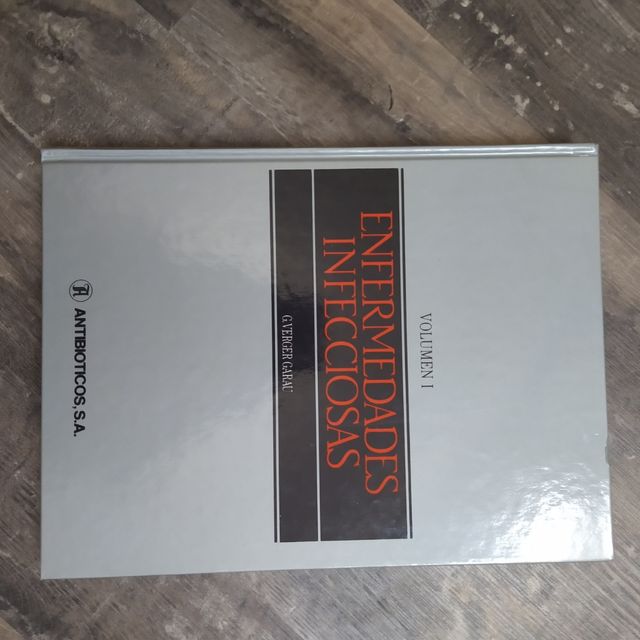 VOLUMEN I
ENFERMEDADES
INFECCIOSAS
G.VERGER GARAU
ANTIBIOTICOS, S.A.